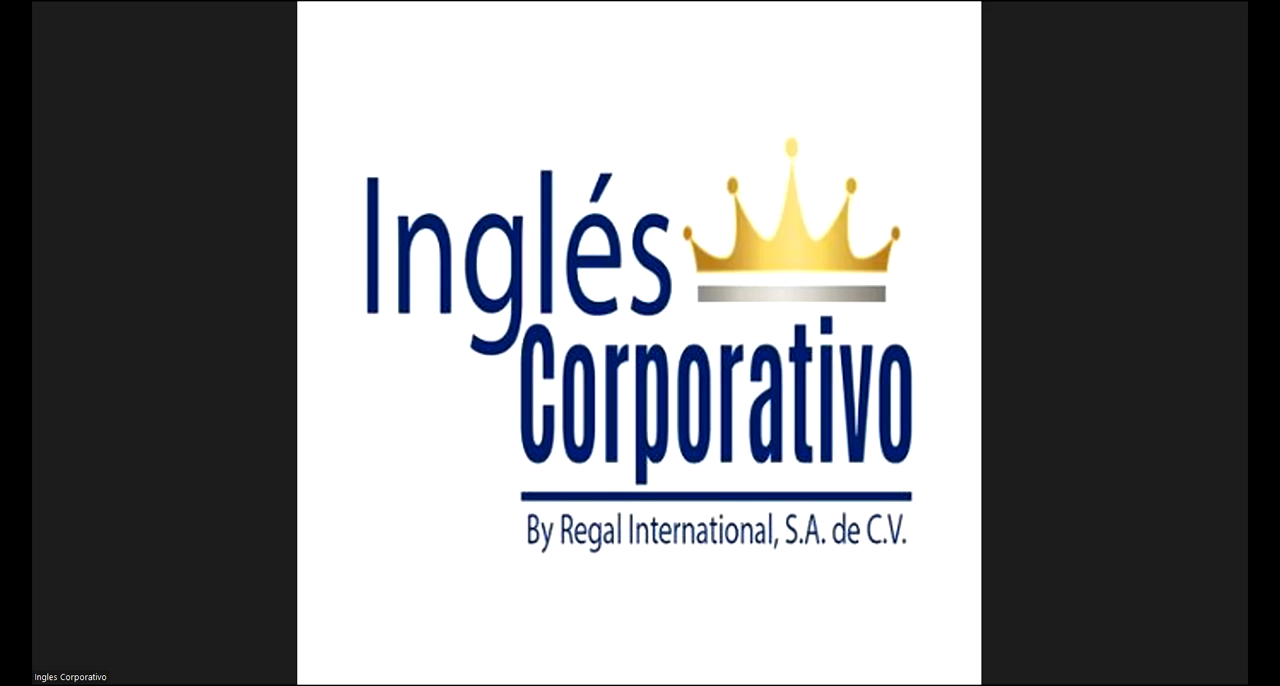 Inglés
Corporativo
By Regal International, S.A. de C.V.
Ingles Corporativo